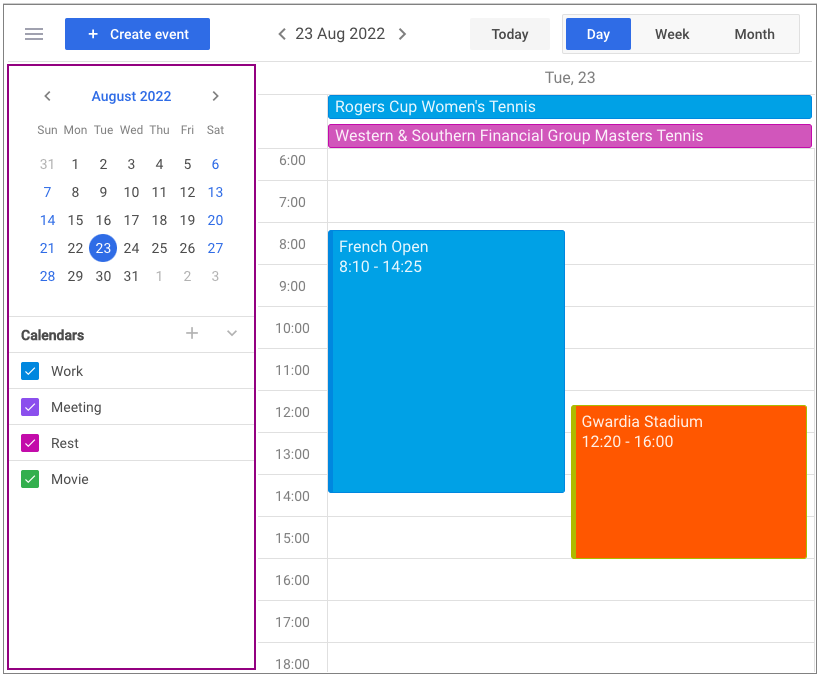 + Create event
23 Aug 2022
Today
Day Week Month
August 2022
Sun Mon Tue Wed Thu Fri Sat
31 1 2 3 4 5 6
7 8 9 10 11 12 13
14 15 16 17 18 19 20
21 22 23 24 25 26 27
28 29 30 31 1 2 3
Calendars
Work
Meeting
Rest
Movie
Tue, 23
Rogers Cup Women's Tennis
Western & Southern Financial Group Masters Tennis
6:00
7:00
8:00
9:00
10:00
11:00
12:00
13:00
14:00
15:00
16:00
17:00
18:00
French Open
8:10 - 14:25
Gwardia Stadium
12:20 - 16:00